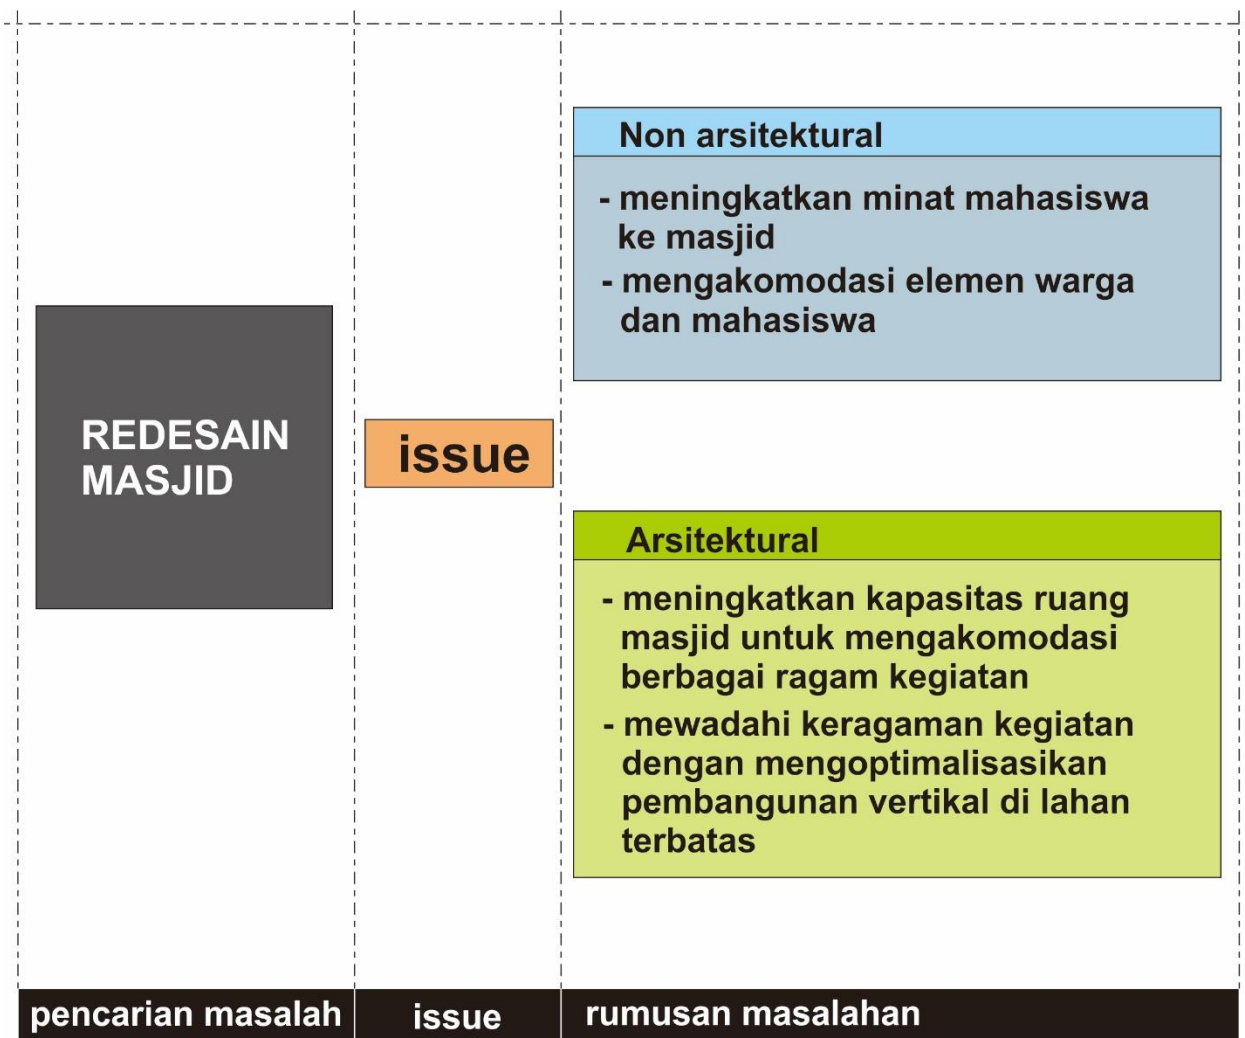 REDESAIN
MASJID
issue
Non arsitektural
- meningkatkan minat mahasiswa
ke masjid
- mengakomodasi elemen warga
dan mahasiswa
Arsitektural
- meningkatkan kapasitas ruang
masjid untuk mengakomodasi
berbagai ragam kegiatan
- mewadahi keragaman kegiatan
dengan mengoptimalisasikan
pembangunan vertikal di lahan
terbatas
pencarian masalah
issue
rumusan masalahan